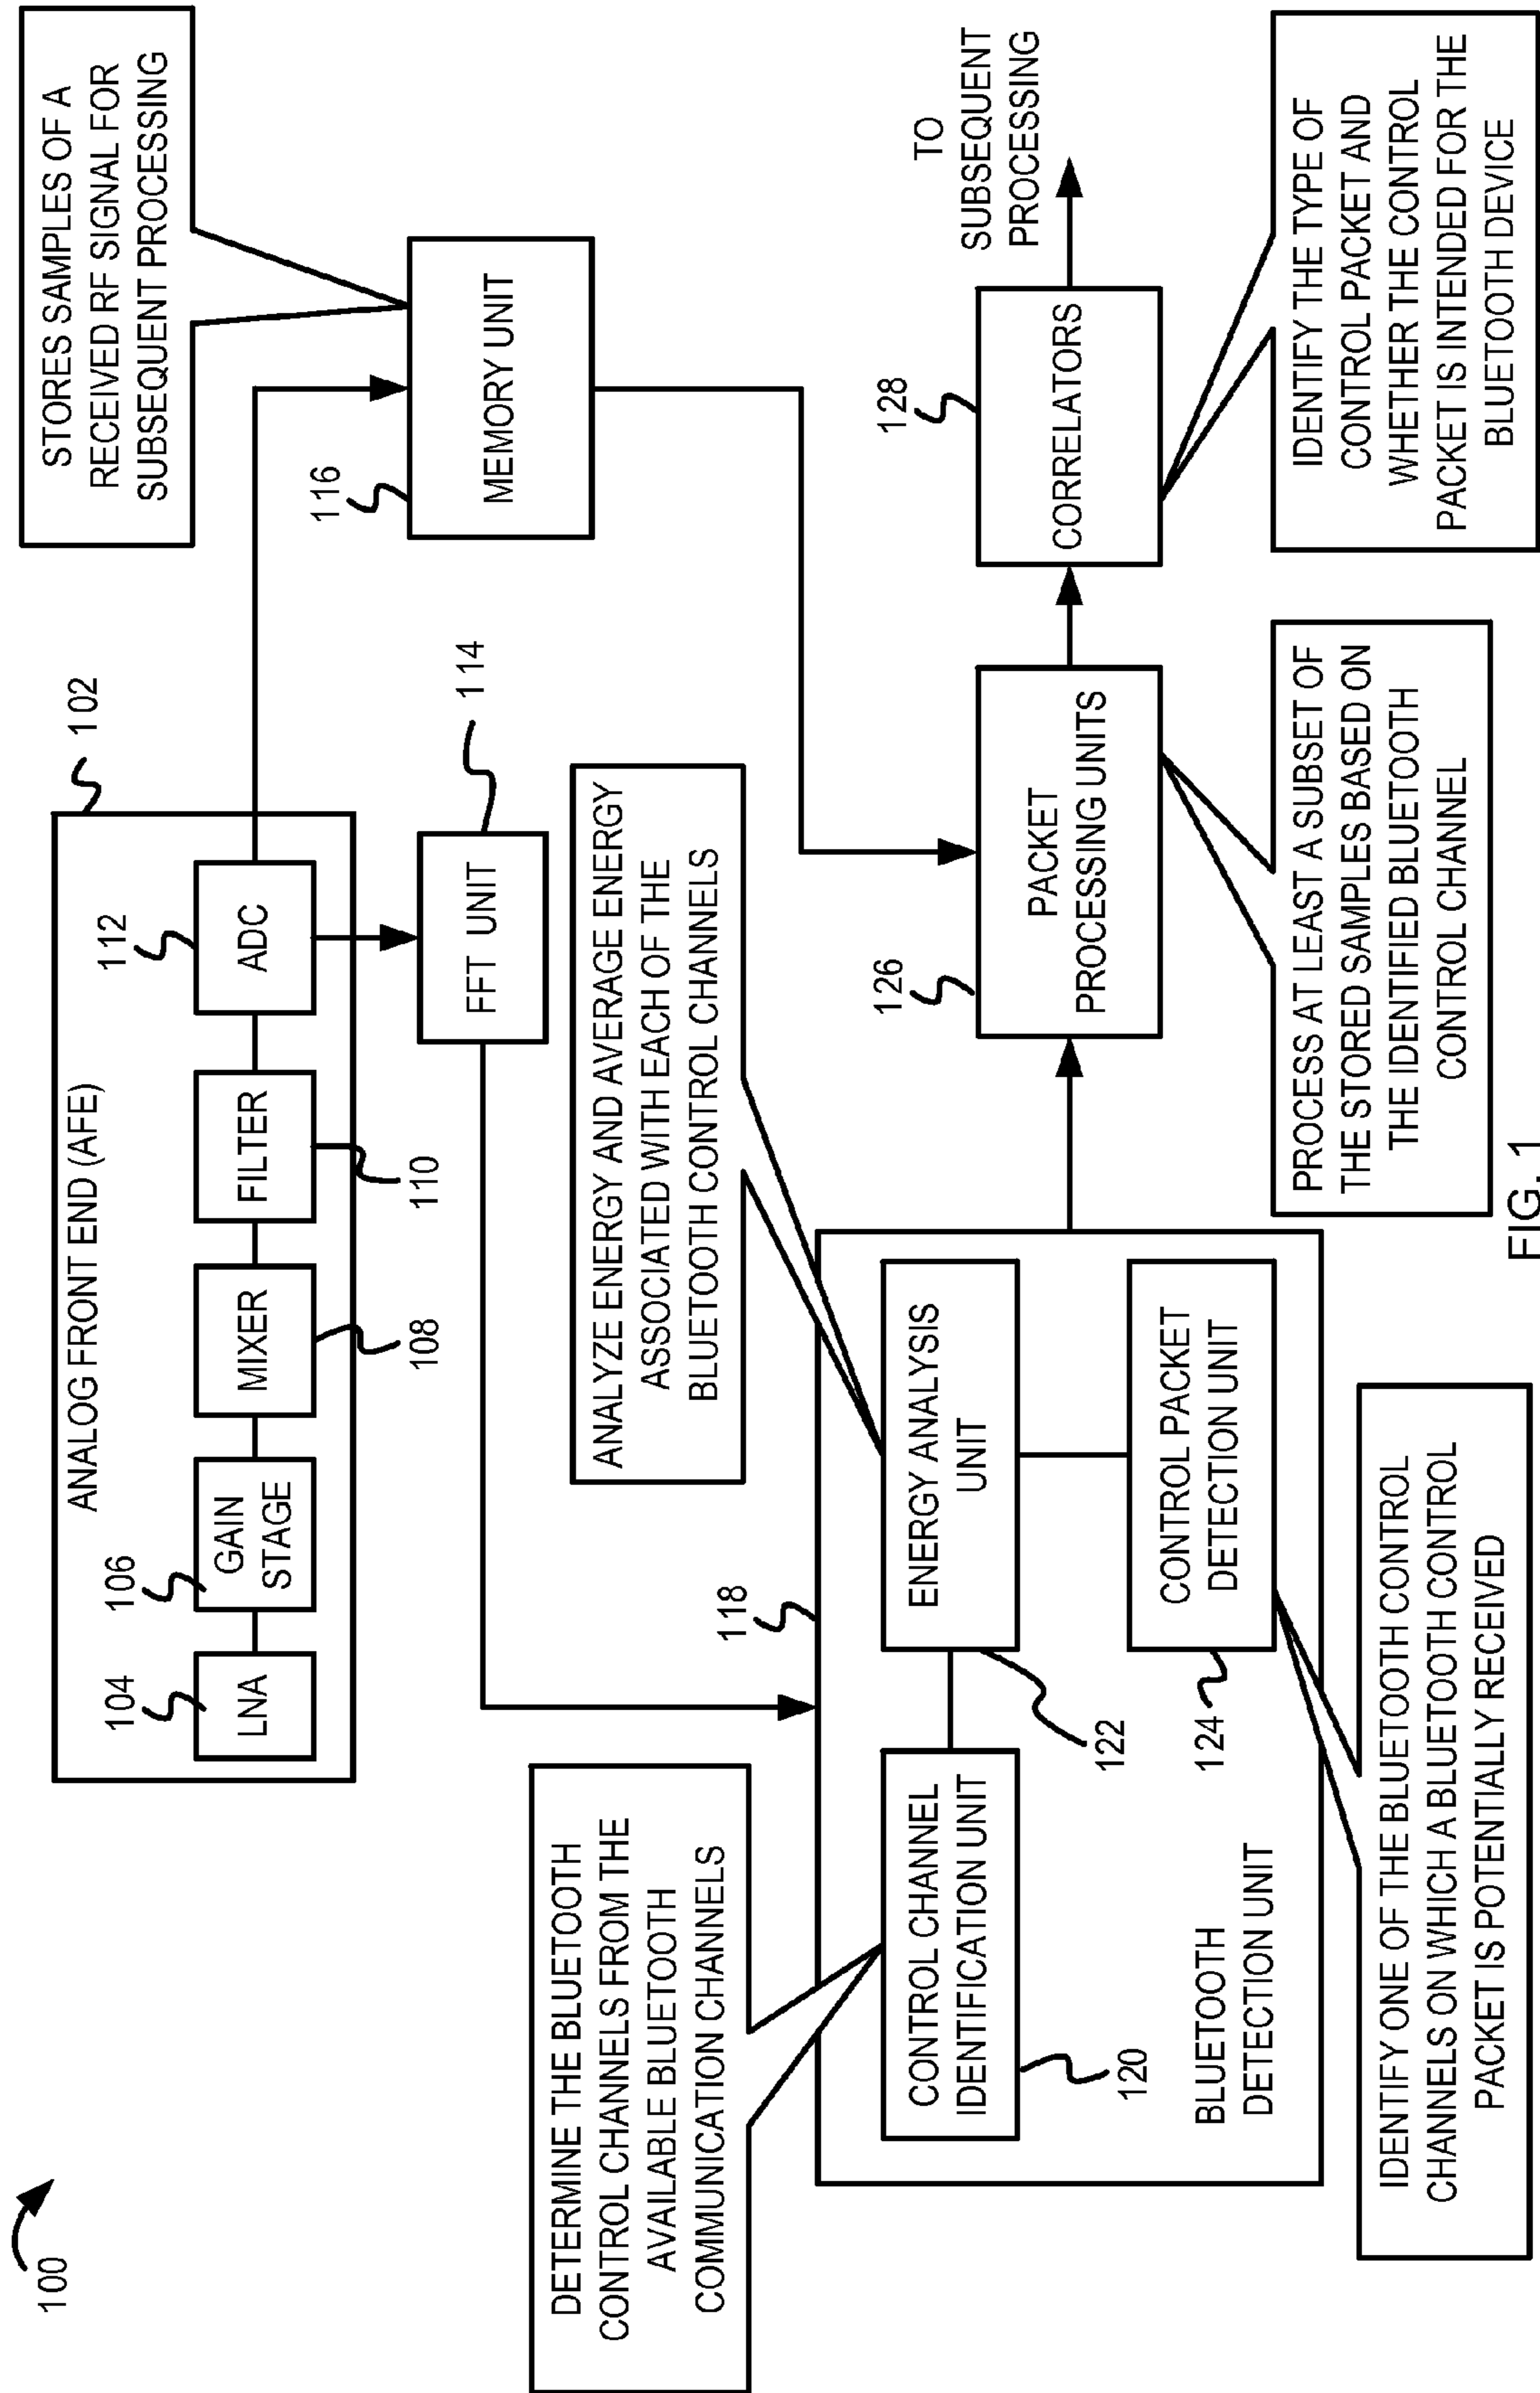 100
ANALOG FRONT END (AFE)
102
104
LNA
106
GAIN
STAGE
MIXER
108
FILTER
110
112
ADC
FFT UNIT
114
STORES SAMPLES OF A
RECEIVED RF SIGNAL FOR
SUBSEQUENT PROCESSING
116
MEMORY UNIT
DETERMINE THE BLUETOOTH
CONTROL CHANNELS FROM THE
AVAILABLE BLUETOOTH
COMMUNICATION CHANNELS
ANALYZE ENERGY AND AVERAGE ENERGY
ASSOCIATED WITH EACH OF THE
BLUETOOTH CONTROL CHANNELS
118
CONTROL CHANNEL
IDENTIFICATION UNIT
120
ENERGY ANALYSIS
UNIT
122
CONTROL PACKET
DETECTION UNIT
124
BLUETOOTH
DETECTION UNIT
IDENTIFY ONE OF THE BLUETOOTH CONTROL
CHANNELS ON WHICH A BLUETOOTH CONTROL
PACKET IS POTENTIALLY RECEIVED
126
PACKET
PROCESSING UNITS
PROCESS AT LEAST A SUBSET OF
THE STORED SAMPLES BASED ON
THE IDENTIFIED BLUETOOTH
CONTROL CHANNEL
128
CORRELATORS
TO
SUBSEQUENT
PROCESSING
IDENTIFY THE TYPE OF
CONTROL PACKET AND
WHETHER THE CONTROL
PACKET IS INTENDED FOR THE
BLUETOOTH DEVICE
FIG. 1